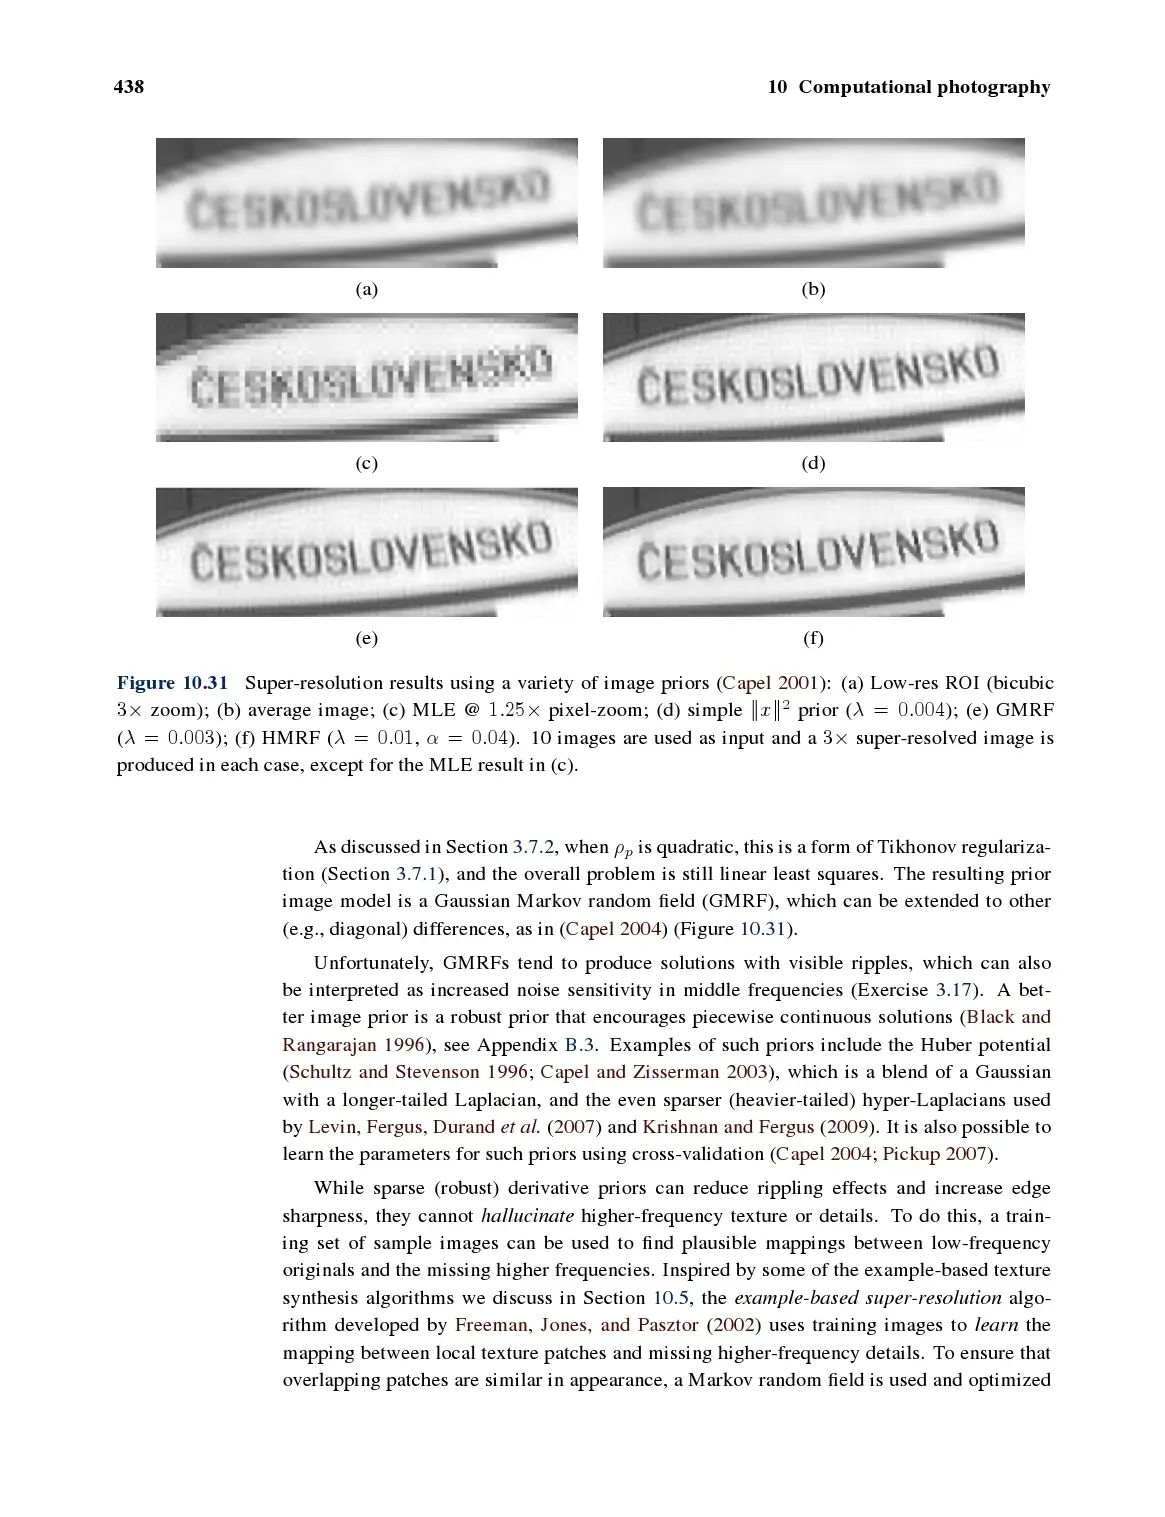 438
10 Computational photography
ČESKOSLOVENSKO
ČESKOSLOVENSKO
(a)
(b)
ČESKOSLOVENSKO
ČESKOSLOVENSKO
(c)
(d)
ČESKOSLOVENSKO
ČESKOSLOVENSKO
(e)
(f)
Figure 10.31 Super-resolution results using a variety of image priors (Capel 2001): (a) Low-res ROI (bicubic
3× zoom); (b) average image; (c) MLE @ 1.25× pixel-zoom; (d) simple ‖x‖² prior (λ = 0.004); (e) GMRF
(λ = 0.003); (f) HMRF (λ = 0.01, α = 0.04). 10 images are used as input and a 3× super-resolved image is
produced in each case, except for the MLE result in (c).
As discussed in Section 3.7.2, when ρₚ is quadratic, this is a form of Tikhonov regulariza-
tion (Section 3.7.1), and the overall problem is still linear least squares. The resulting prior
image model is a Gaussian Markov random field (GMRF), which can be extended to other
(e.g., diagonal) differences, as in (Capel 2004) (Figure 10.31).
Unfortunately, GMRFs tend to produce solutions with visible ripples, which can also
be interpreted as increased noise sensitivity in middle frequencies (Exercise 3.17). A bet-
ter image prior is a robust prior that encourages piecewise continuous solutions (Black and
Rangarajan 1996), see Appendix B.3. Examples of such priors include the Huber potential
(Schultz and Stevenson 1996; Capel and Zisserman 2003), which is a blend of a Gaussian
with a longer-tailed Laplacian, and the even sparser (heavier-tailed) hyper-Laplacians used
by Levin, Fergus, Durand et al. (2007) and Krishnan and Fergus (2009). It is also possible to
learn the parameters for such priors using cross-validation (Capel 2004; Pickup 2007).
While sparse (robust) derivative priors can reduce rippling effects and increase edge
sharpness, they cannot hallucinate higher-frequency texture or details. To do this, a train-
ing set of sample images can be used to find plausible mappings between low-frequency
originals and the missing higher frequencies. Inspired by some of the example-based texture
synthesis algorithms we discuss in Section 10.5, the example-based super-resolution algo-
rithm developed by Freeman, Jones, and Pasztor (2002) uses training images to learn the
mapping between local texture patches and missing higher-frequency details. To ensure that
overlapping patches are similar in appearance, a Markov random field is used and optimized